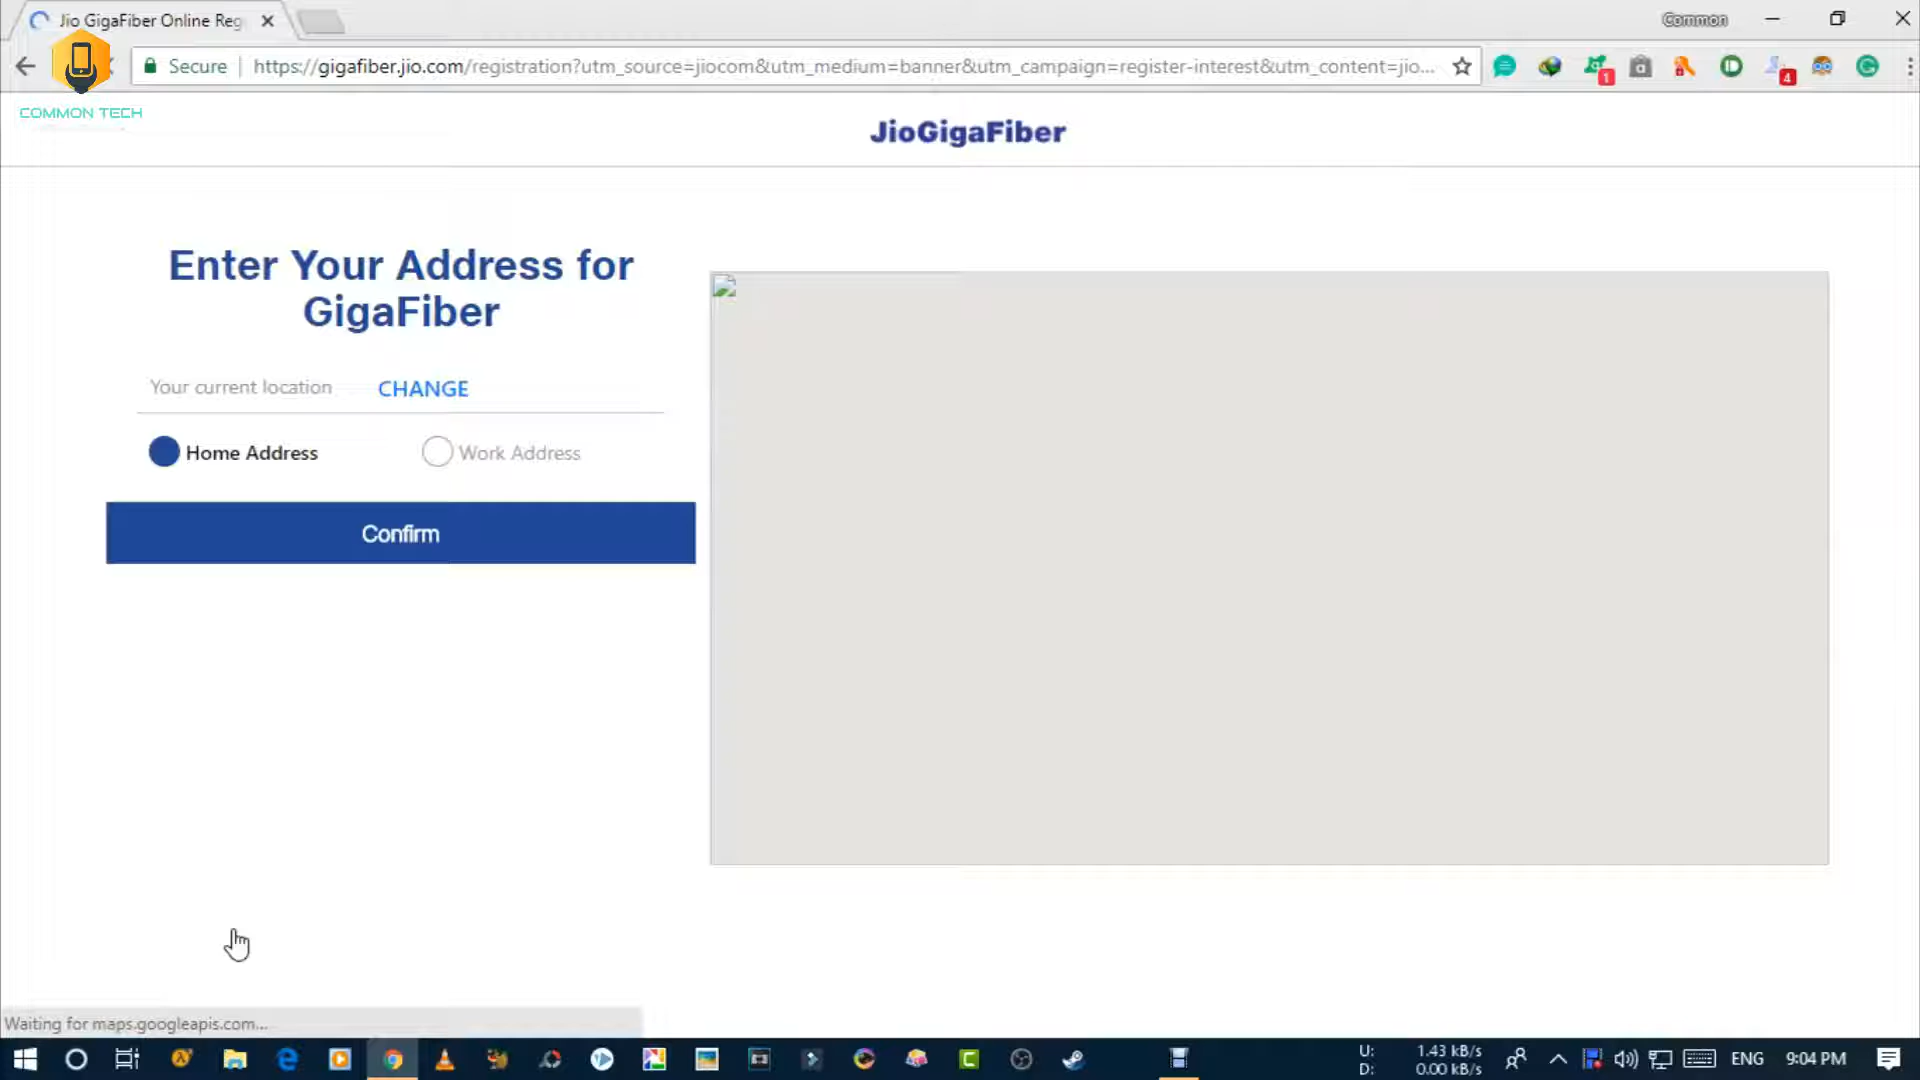 Jio GigaFiber Online Reg
Common
Secure
https://gigafiber.jio.com/registration?utm_source=jiocom&utm_medium=banner&utm_campaign=register-interest&utm_content=jio...
1
4
COMMON TECH
JioGigaFiber
Enter Your Address for
GigaFiber
Your current location
CHANGE
Home Address
Work Address
Confirm
Waiting for maps.googleapis.com...
U: 1.43 kB/s
D: 0.00 kB/s
ENG
9:04 PM